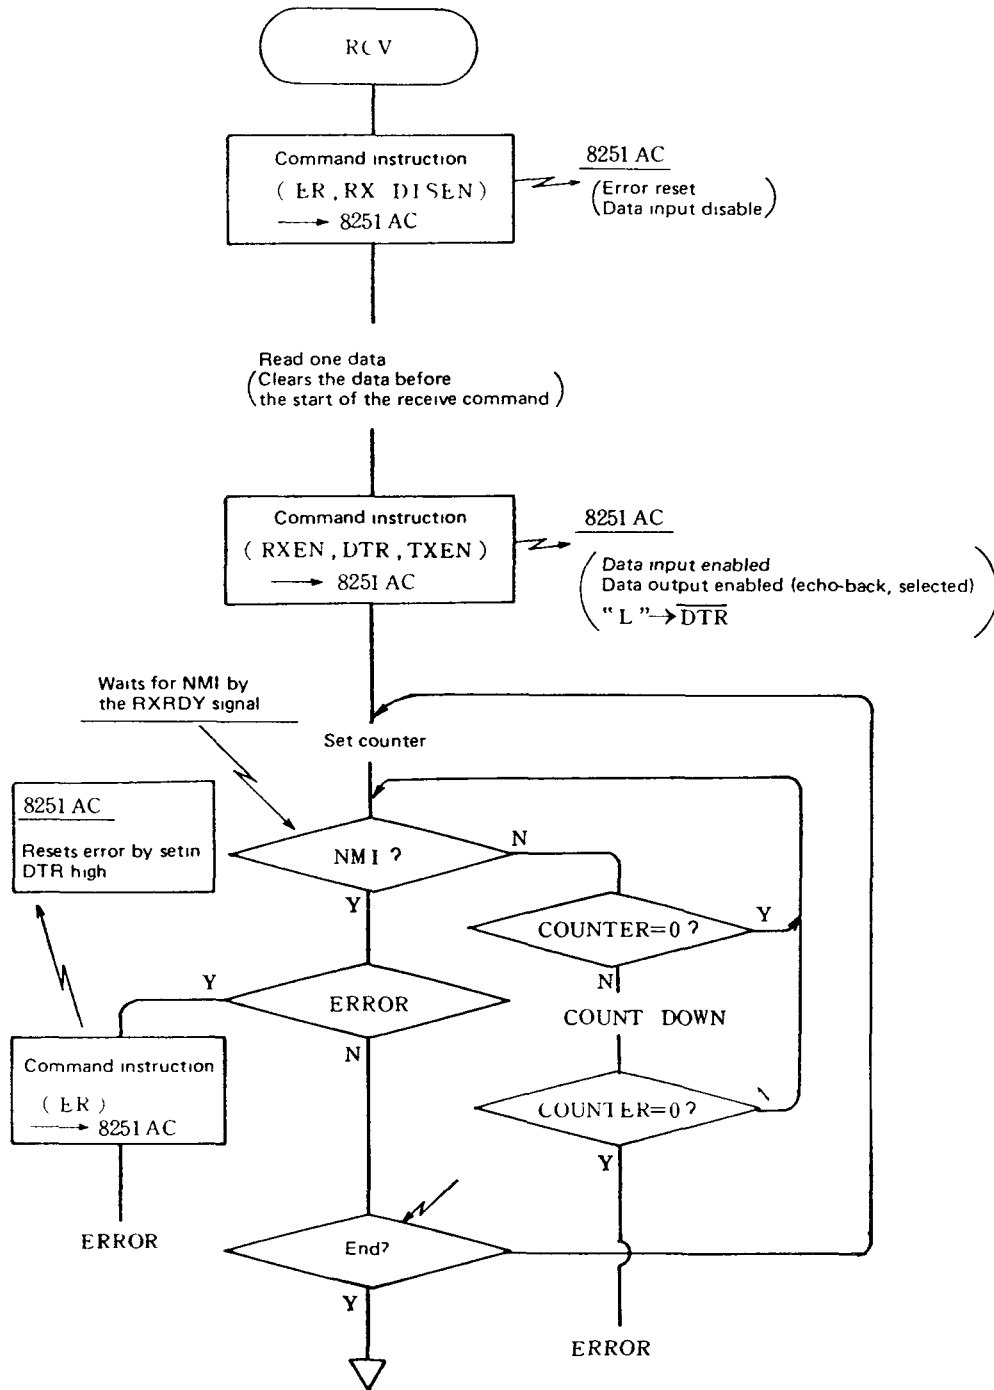 RCV
Command instruction
( ER , RX DISEN )
→ 8251 AC
8251 AC
( Error reset
Data input disable )
Read one data
( Clears the data before
the start of the receive command )
Command instruction
( RXEN , DTR , TXEN )
→ 8251 AC
8251 AC
( Data input enabled
Data output enabled (echo-back, selected)
“ L ” → DTR )
Waits for NMI by
the RXRDY signal
Set counter
8251 AC
Resets error by setin
DTR high
NMI ?
N
Y
COUNTER=0 ?
Y
N
ERROR
Y
N
COUNT DOWN
Command instruction
( ER )
→ 8251 AC
COUNTER=0 ?
Y
ERROR
End?
Y
ERROR